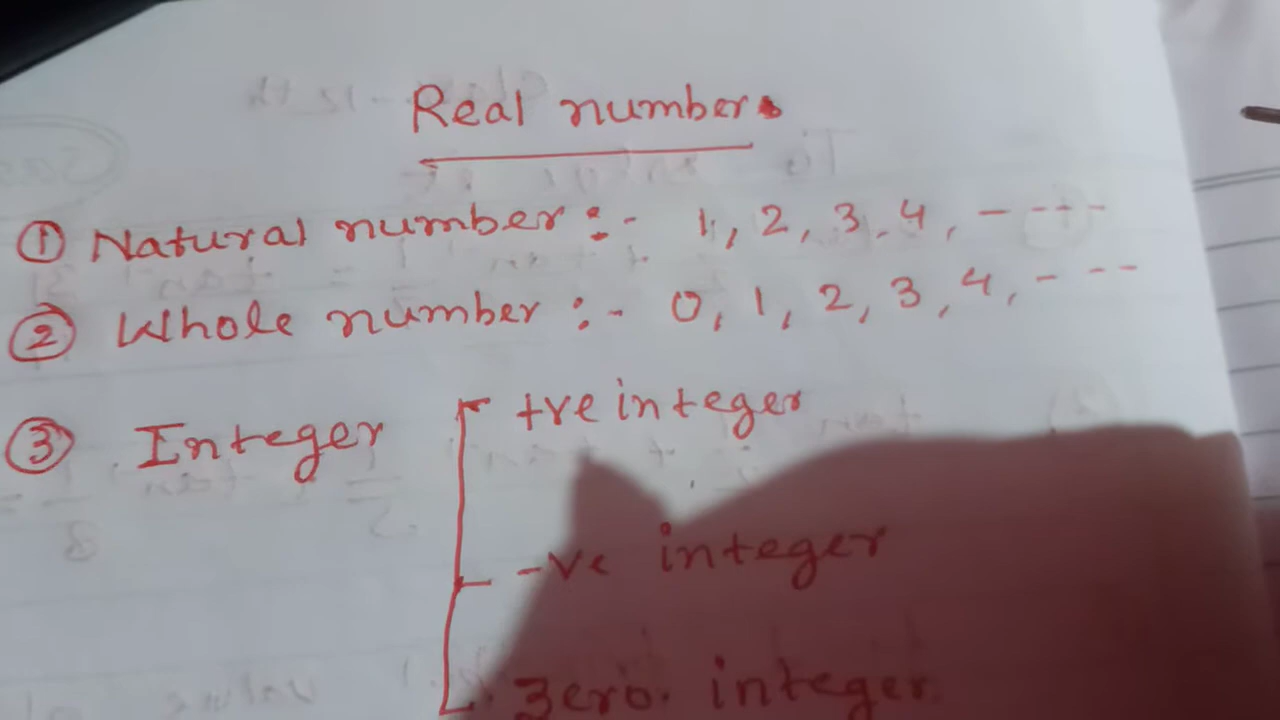 Real number
① Natural number :- 1, 2, 3, 4, - - - -
② Whole number :- 0, 1, 2, 3, 4, - - -
③ Integer
+ve integer
-ve integer
zero. integer